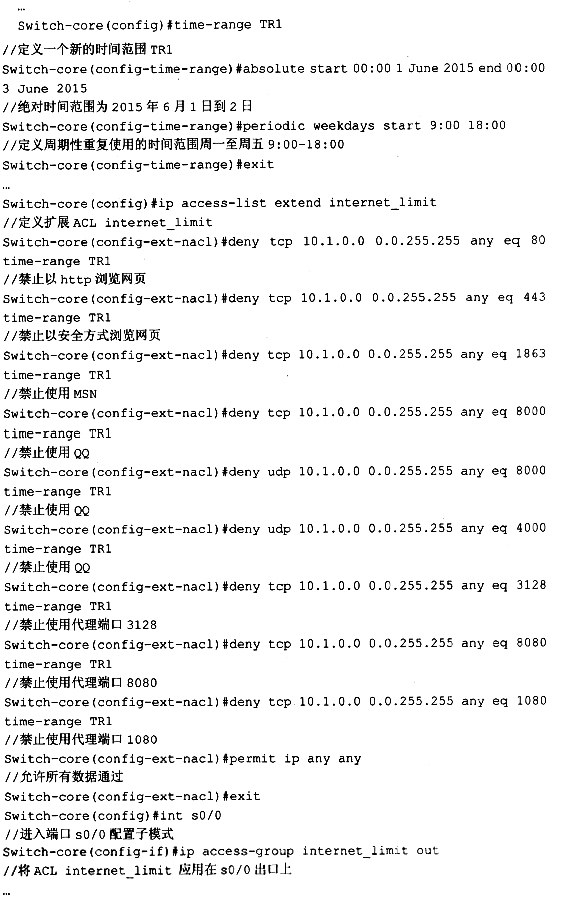 …
Switch-core(config)#time-range TR1
//定义一个新的时间范围 TR1
Switch-core(config-time-range)#absolute start 00:00 1 June 2015 end 00:00
3 June 2015
//绝对时间范围为 2015 年 6 月 1 日到 2 日
Switch-core(config-time-range)#periodic weekdays start 9:00 18:00
//定义周期性重复使用的时间范围周一至周五 9:00-18:00
Switch-core(config-time-range)#exit
…
Switch-core(config)#ip access-list extend internet_limit
//定义扩展 ACL internet_limit
Switch-core(config-ext-nacl)#deny tcp 10.1.0.0 0.0.255.255 any eq 80
time-range TR1
//禁止以 http 浏览网页
Switch-core(config-ext-nacl)#deny tcp 10.1.0.0 0.0.255.255 any eq 443
time-range TR1
//禁止以安全方式浏览网页
Switch-core(config-ext-nacl)#deny tcp 10.1.0.0 0.0.255.255 any eq 1863
time-range TR1
//禁止使用 MSN
Switch-core(config-ext-nacl)#deny tcp 10.1.0.0 0.0.255.255 any eq 8000
time-range TR1
//禁止使用 QQ
Switch-core(config-ext-nacl)#deny udp 10.1.0.0 0.0.255.255 any eq 8000
time-range TR1
//禁止使用 QQ
Switch-core(config-ext-nacl)#deny udp 10.1.0.0 0.0.255.255 any eq 4000
time-range TR1
//禁止使用 QQ
Switch-core(config-ext-nacl)#deny tcp 10.1.0.0 0.0.255.255 any eq 3128
time-range TR1
//禁止使用代理端口 3128
Switch-core(config-ext-nacl)#deny tcp 10.1.0.0 0.0.255.255 any eq 8080
time-range TR1
//禁止使用代理端口 8080
Switch-core(config-ext-nacl)#deny tcp 10.1.0.0 0.0.255.255 any eq 1080
time-range TR1
//禁止使用代理端口 1080
Switch-core(config-ext-nacl)#permit ip any any
//允许所有数据通过
Switch-core(config-ext-nacl)#exit
Switch-core(config)#int s0/0
//进入端口 s0/0 配置子模式
Switch-core(config-if)#ip access-group internet_limit out
//将 ACL internet_limit 应用在 s0/0 出口上
…